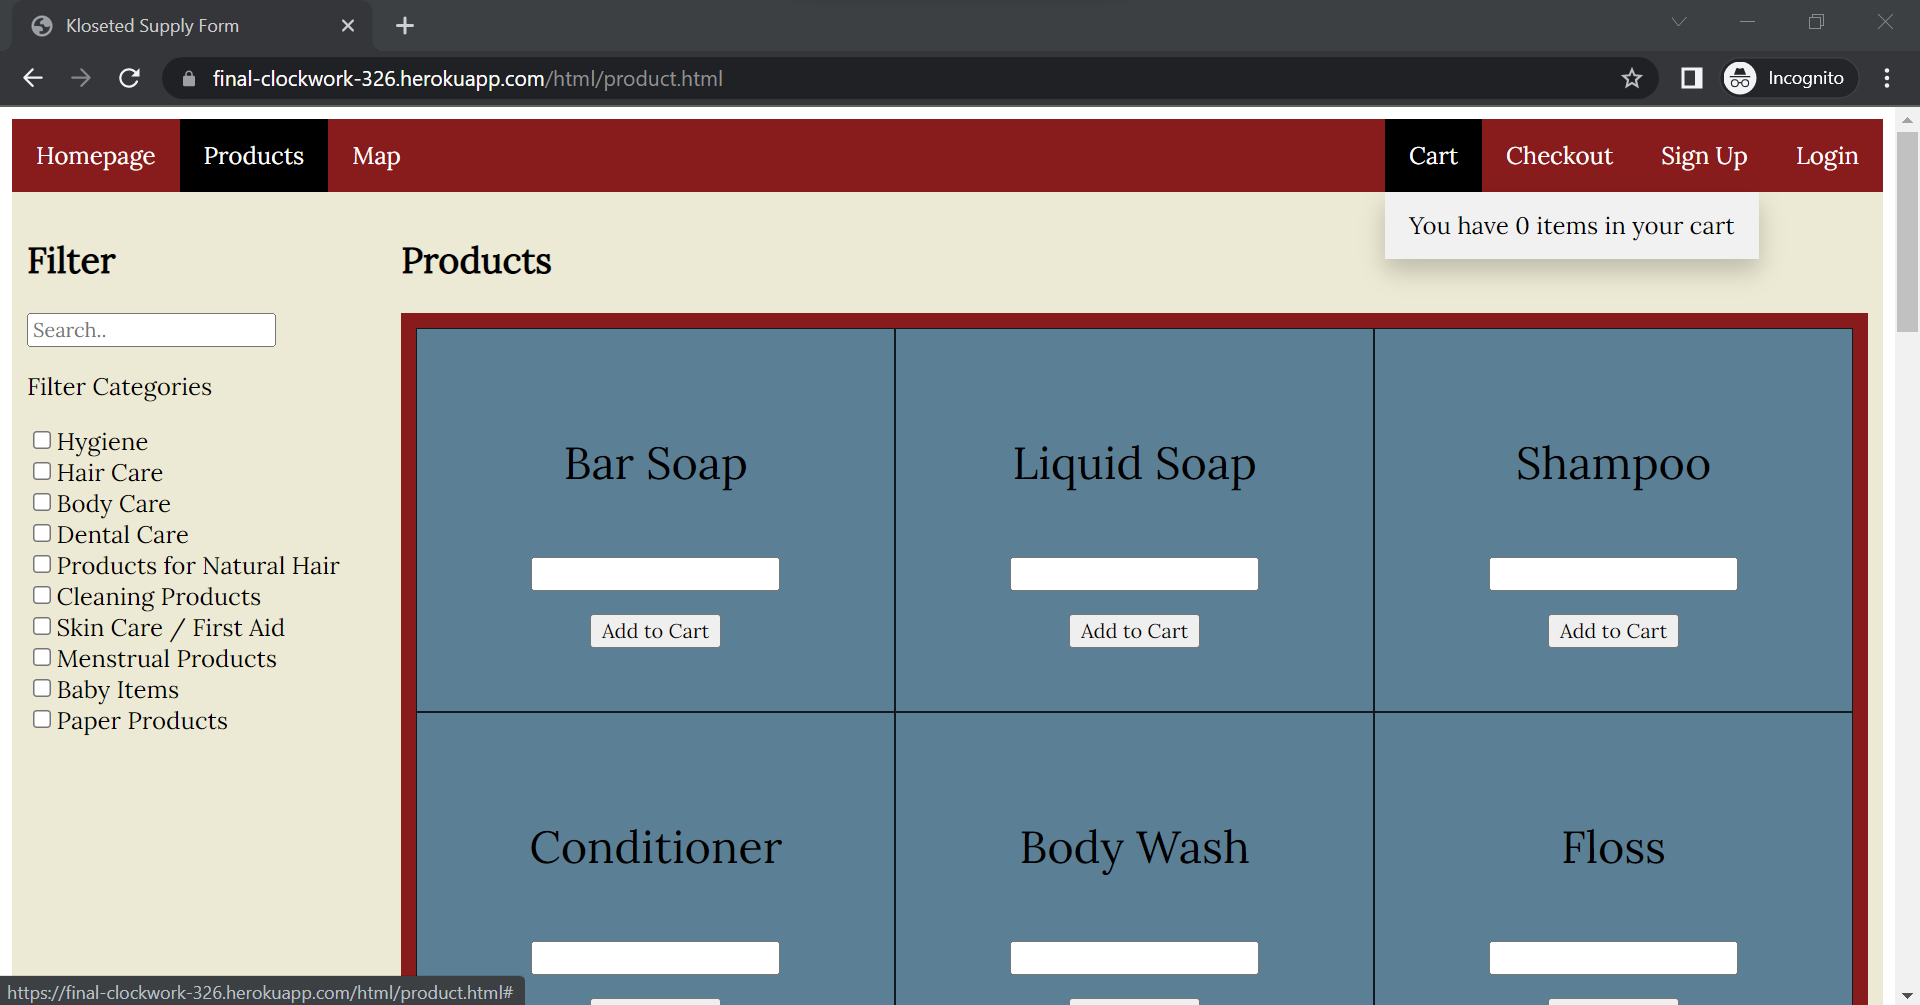 Kloseted Supply Form
final-clockwork-326.herokuapp.com/html/product.html
Incognito
Homepage Products Map Cart Checkout Sign Up Login
You have 0 items in your cart
Filter
Search..
Filter Categories
Hygiene
Hair Care
Body Care
Dental Care
Products for Natural Hair
Cleaning Products
Skin Care / First Aid
Menstrual Products
Baby Items
Paper Products
Products
Bar Soap Liquid Soap Shampoo
Add to Cart Add to Cart Add to Cart
Conditioner Body Wash Floss
https://final-clockwork-326.herokuapp.com/html/product.html#